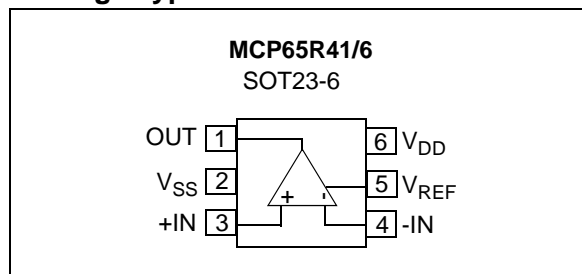 MCP65R41/6
SOT23-6
OUT 1 6 VDD
VSS 2 5 VREF
+IN 3 + - 4 -IN